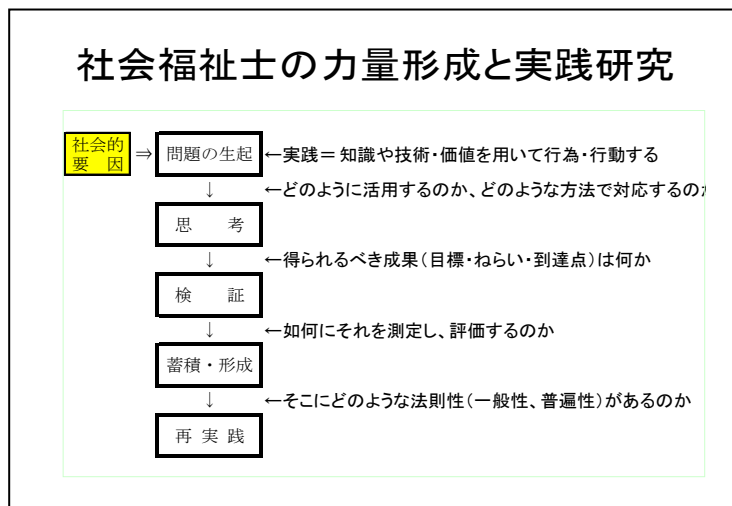 社会福祉士の力量形成と実践研究
社会的
要　因
⇒ 問題の生起 ←実践＝知識や技術・価値を用いて行為・行動する
↓ ←どのように活用するのか、どのような方法で対応するの
思　　考
↓ ←得られるべき成果（目標・ねらい・到達点）は何か
検　　証
↓ ←如何にそれを測定し、評価するのか
蓄積・形成
↓ ←そこにどのような法則性（一般性、普遍性）があるのか
再 実 践